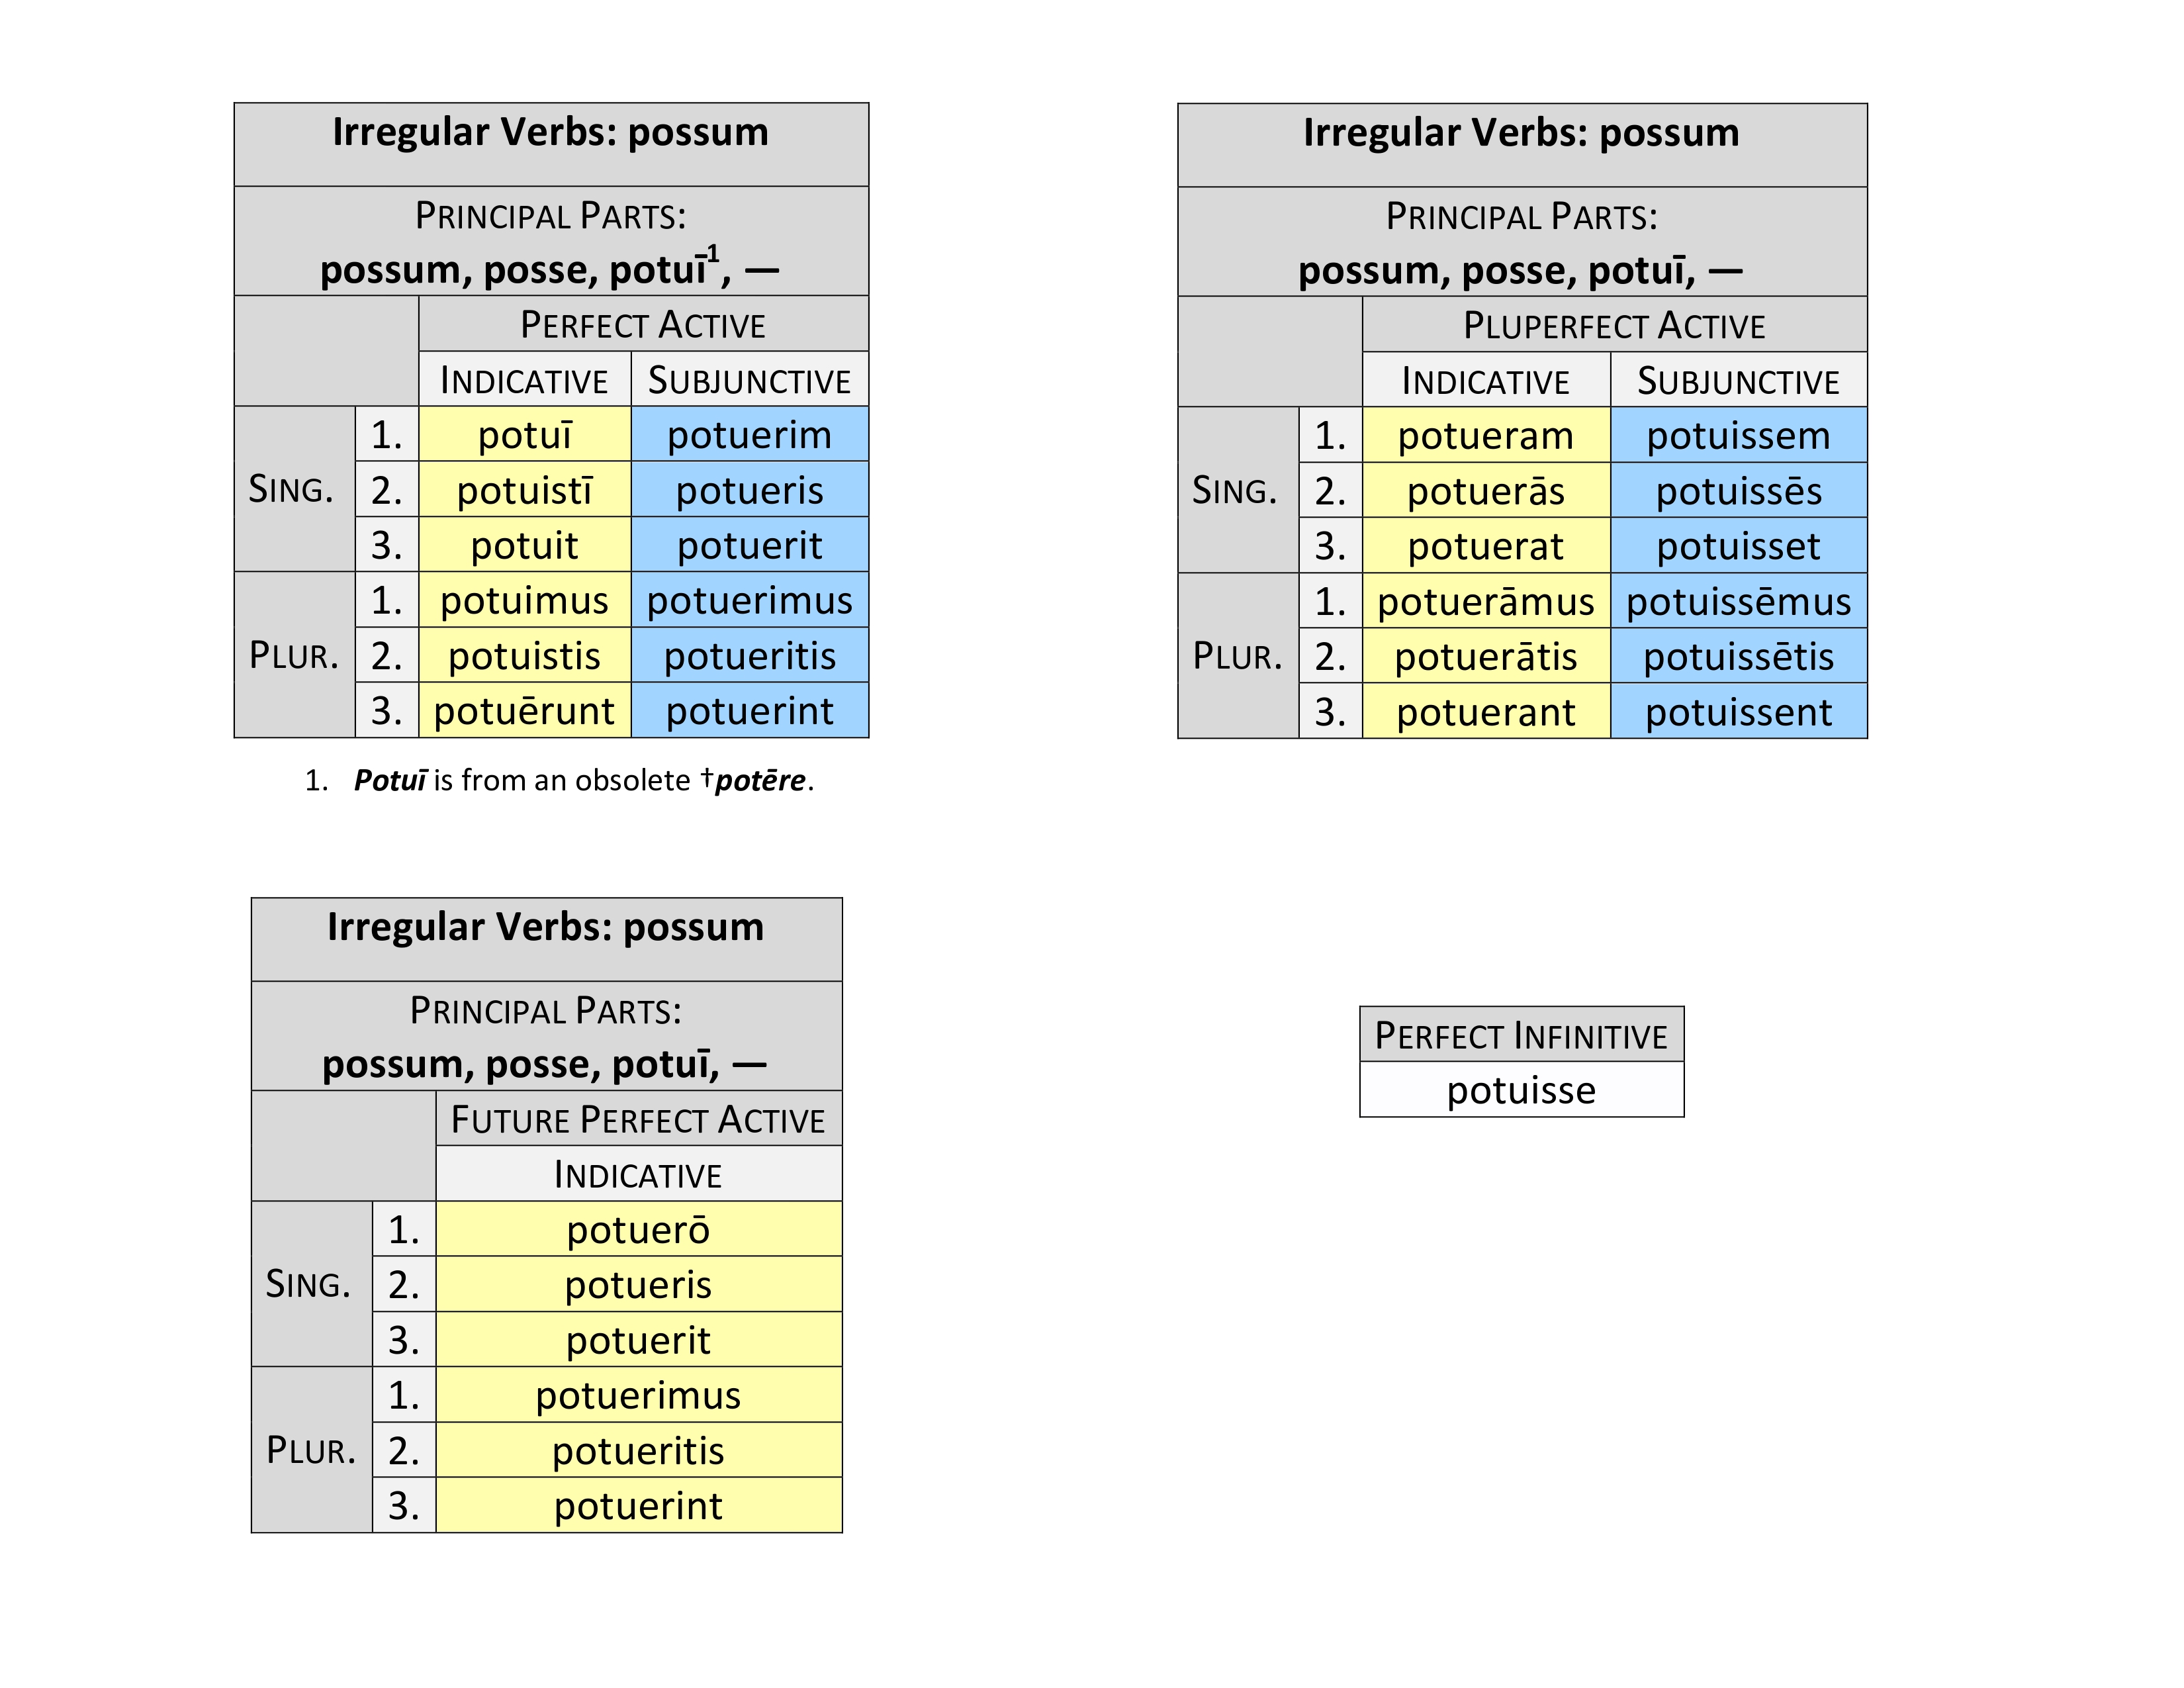 Irregular Verbs: possum
PRINCIPAL PARTS:
possum, posse, potuī¹, —
PERFECT ACTIVE
INDICATIVE SUBJUNCTIVE
SING. 1. potuī potuerim
2. potuistī potueris
3. potuit potuerit
PLUR. 1. potuimus potuerimus
2. potuistis potueritis
3. potuērunt potuerint
1. Potuī is from an obsolete †potēre.
Irregular Verbs: possum
PRINCIPAL PARTS:
possum, posse, potuī, —
PLUPERFECT ACTIVE
INDICATIVE SUBJUNCTIVE
SING. 1. potueram potuissem
2. potuerās potuissēs
3. potuerat potuisset
PLUR. 1. potuerāmus potuissēmus
2. potuerātis potuissētis
3. potuerant potuissent
Irregular Verbs: possum
PRINCIPAL PARTS:
possum, posse, potuī, —
FUTURE PERFECT ACTIVE
INDICATIVE
SING. 1. potuerō
2. potueris
3. potuerit
PLUR. 1. potuerimus
2. potueritis
3. potuerint
PERFECT INFINITIVE
potuisse